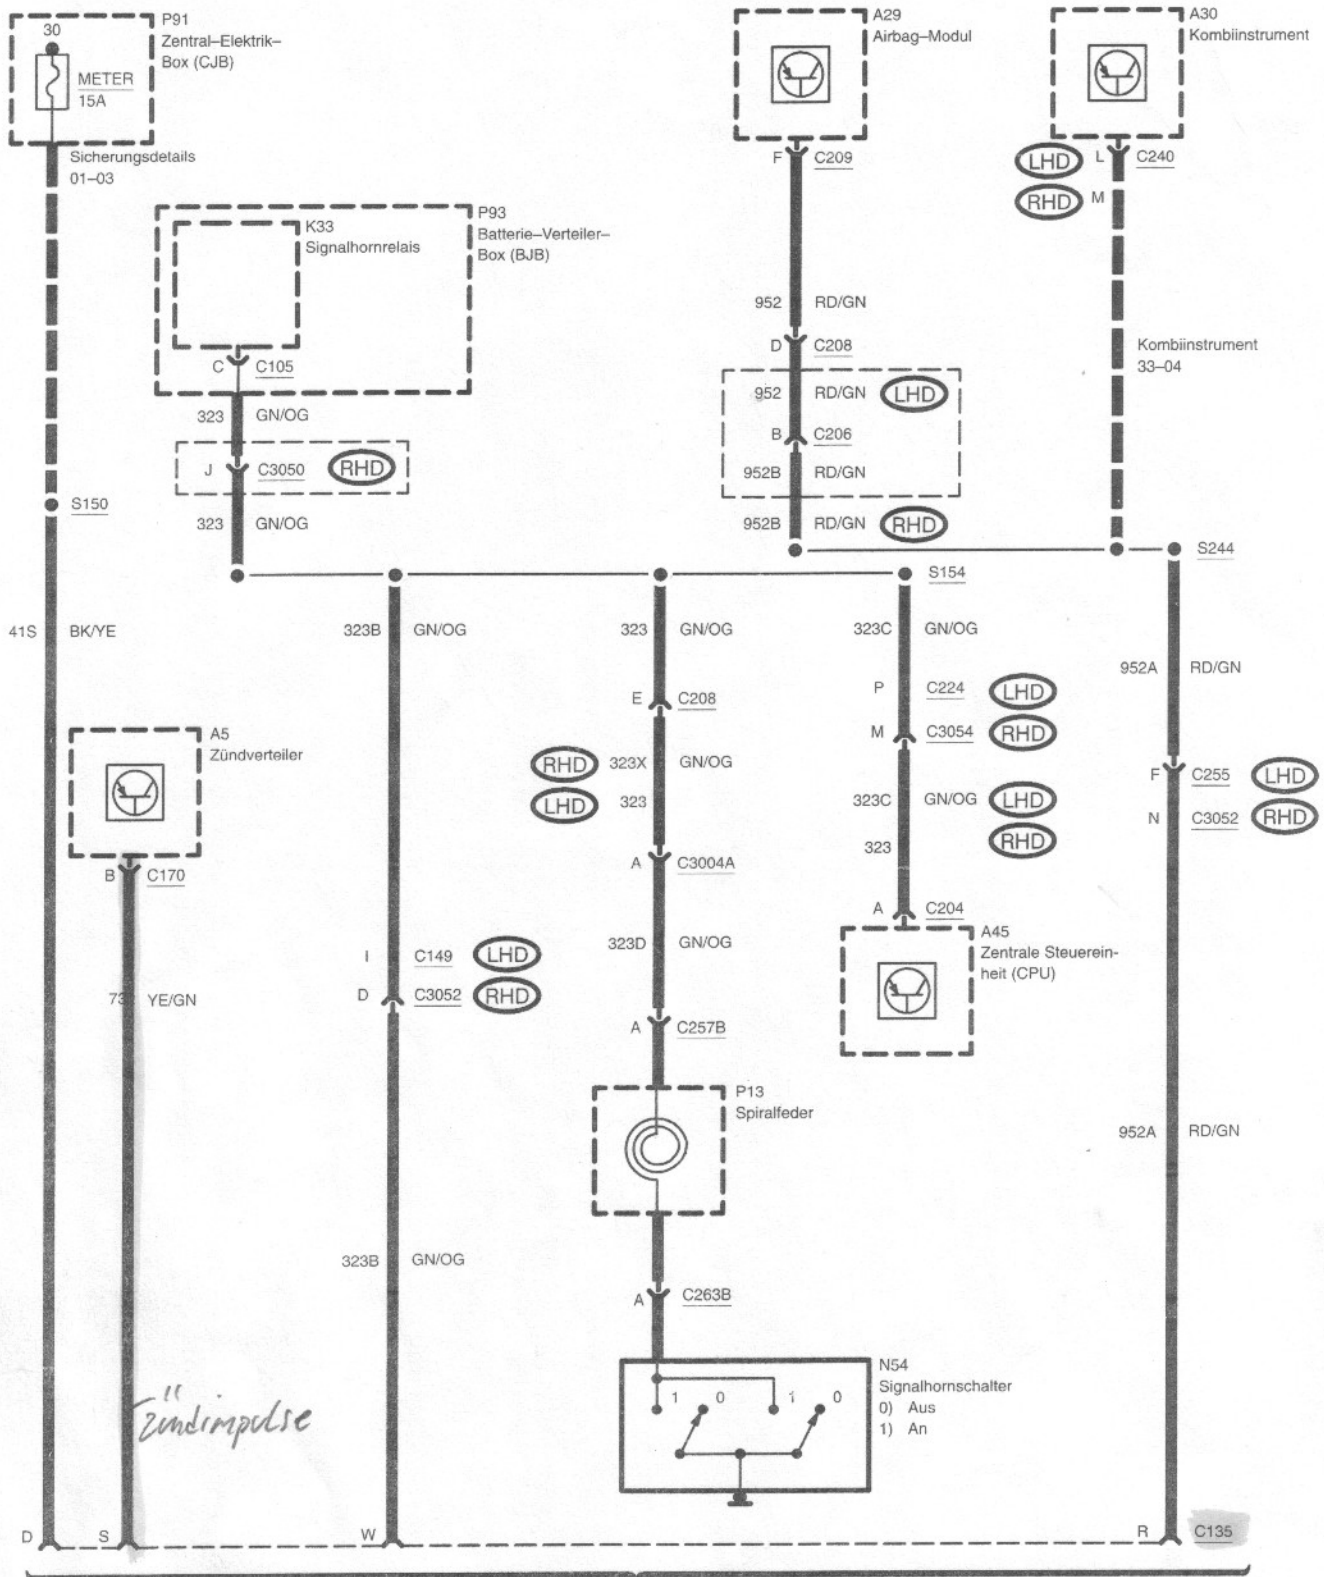 P91
Zentral–Elektrik–
Box (CJB)
30
METER
15A
Sicherungsdetails
01–03
A29
Airbag–Modul
A30
Kombiinstrument
F
C209
LHD
L
C240
RHD
M
P93
Batterie–Verteiler–
Box (BJB)
K33
Signalhornrelais
C
C105
323
GN/OG
J
C3050
RHD
323
GN/OG
952
RD/GN
D
C208
952
RD/GN
LHD
B
C206
952B
RD/GN
952B
RD/GN
RHD
Kombiinstrument
33–04
S150
S244
S154
41S
BK/YE
323B
GN/OG
323
GN/OG
323C
GN/OG
952A
RD/GN
E
C208
P
C224
LHD
M
C3054
RHD
A5
Zündverteiler
RHD
323X
GN/OG
LHD
323
323C
GN/OG
LHD
323
RHD
F
C255
LHD
N
C3052
RHD
B
C170
A
C3004A
A
C204
A45
Zentrale Steuerein-
heit (CPU)
323D
GN/OG
I
C149
LHD
D
C3052
RHD
73
YE/GN
A
C257B
P13
Spiralfeder
952A
RD/GN
323B
GN/OG
A
C263B
N54
Signalhornschalter
0) Aus
1) An
1
0
1
0
Zündimpulse
D
S
W
R
C135